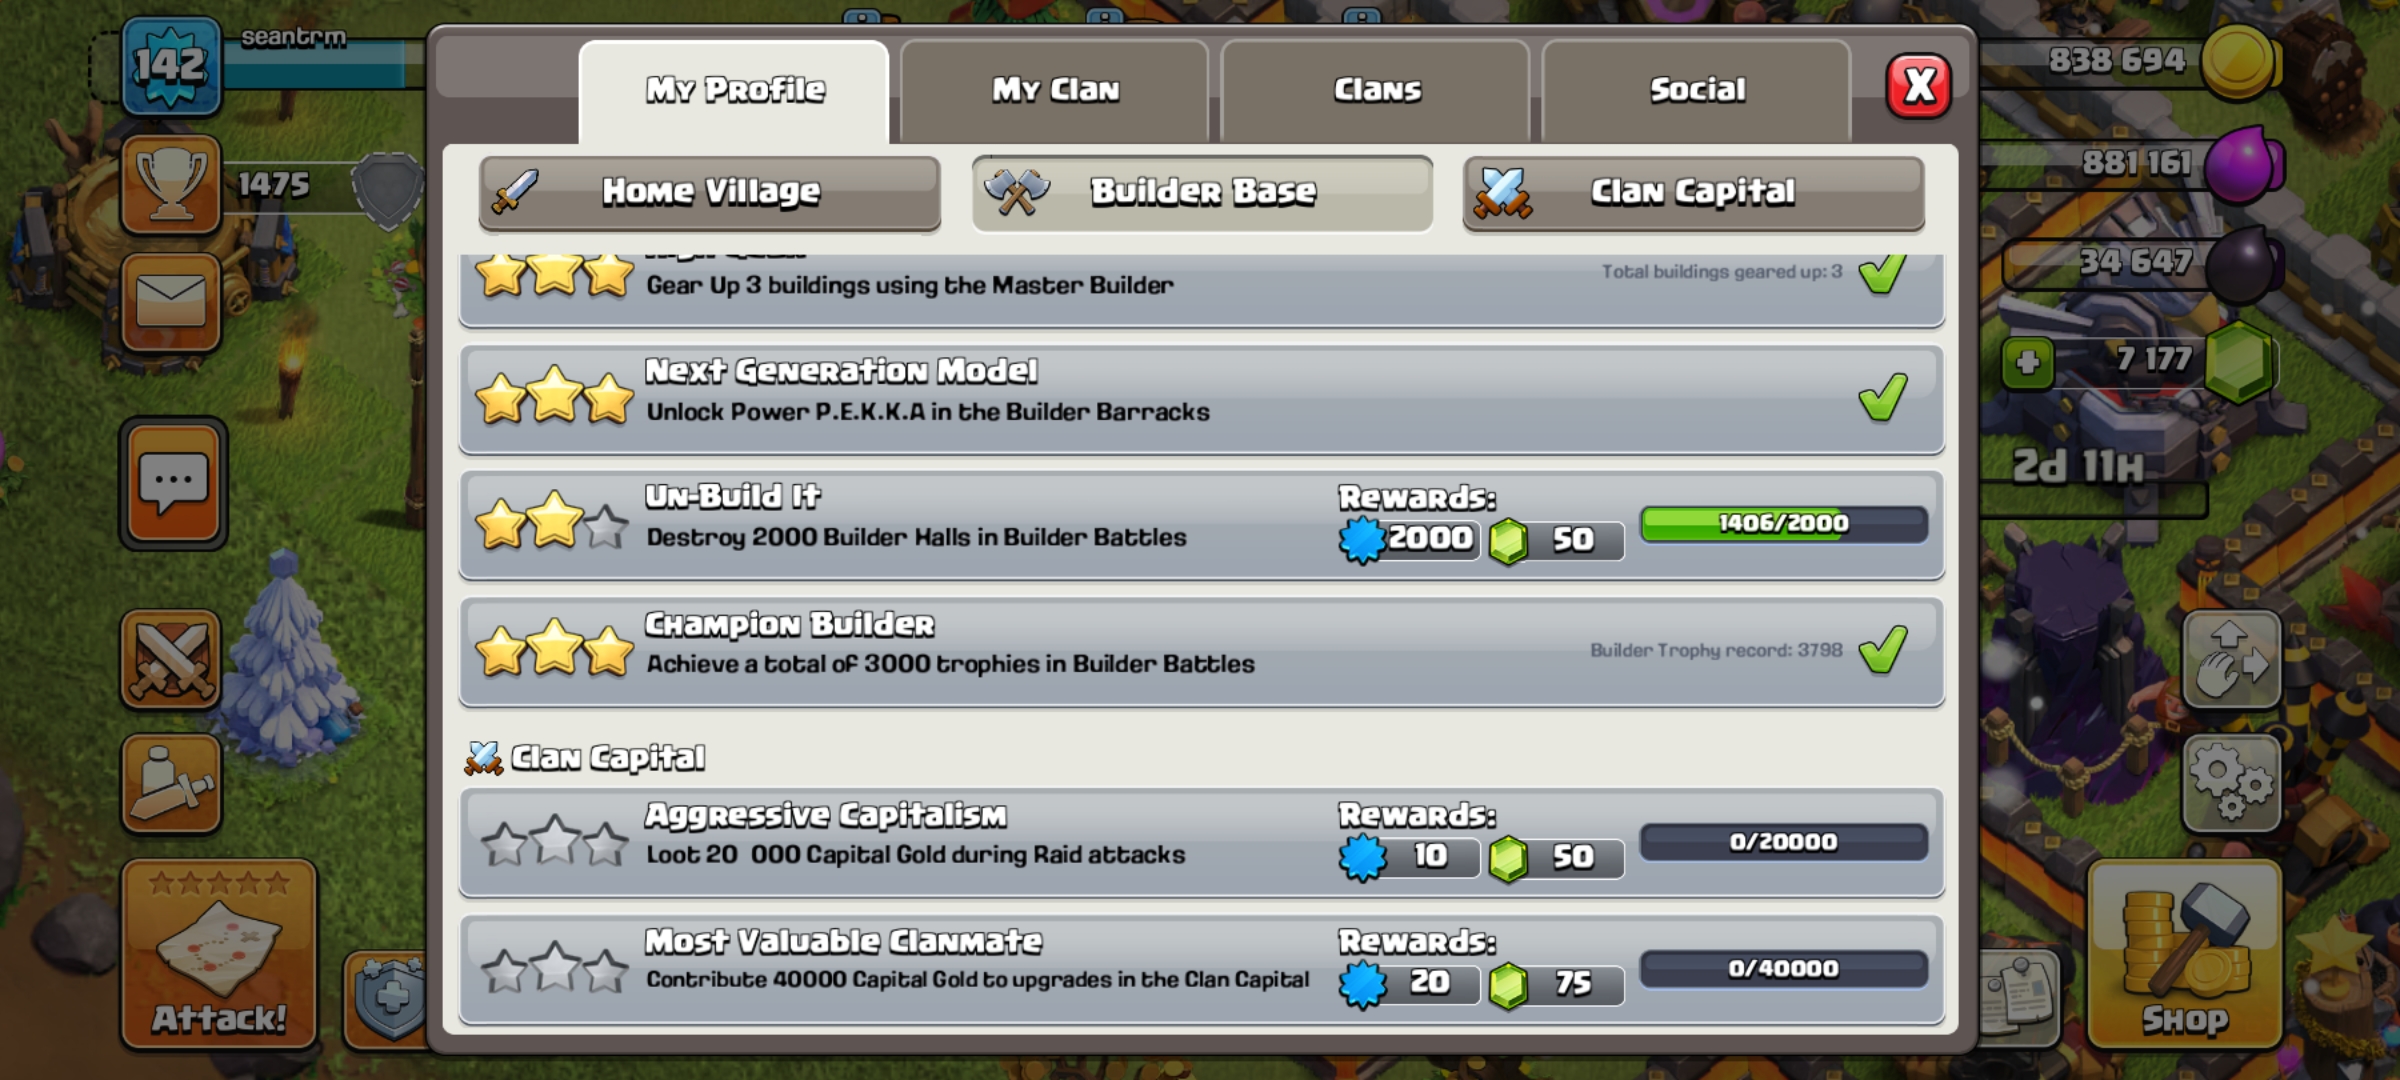 142
seantrm
1475
My Profile
My Clan
Clans
Social
X
838 694
881 161
34 647
7 177
2d 11H
Home Village
Builder Base
Clan Capital
Gear Up 3 buildings using the Master Builder
Total buildings geared up: 3
Next Generation Model
Unlock Power P.E.K.K.A in the Builder Barracks
Un-Build It
Destroy 2000 Builder Halls in Builder Battles
Rewards:
2000
50
1406/2000
Champion Builder
Achieve a total of 3000 trophies in Builder Battles
Builder Trophy record: 3798
Clan Capital
Aggressive Capitalism
Loot 20 000 Capital Gold during Raid attacks
Rewards:
10
50
0/20000
Most Valuable Clanmate
Contribute 40000 Capital Gold to upgrades in the Clan Capital
Rewards:
20
75
0/40000
Attack!
Shop